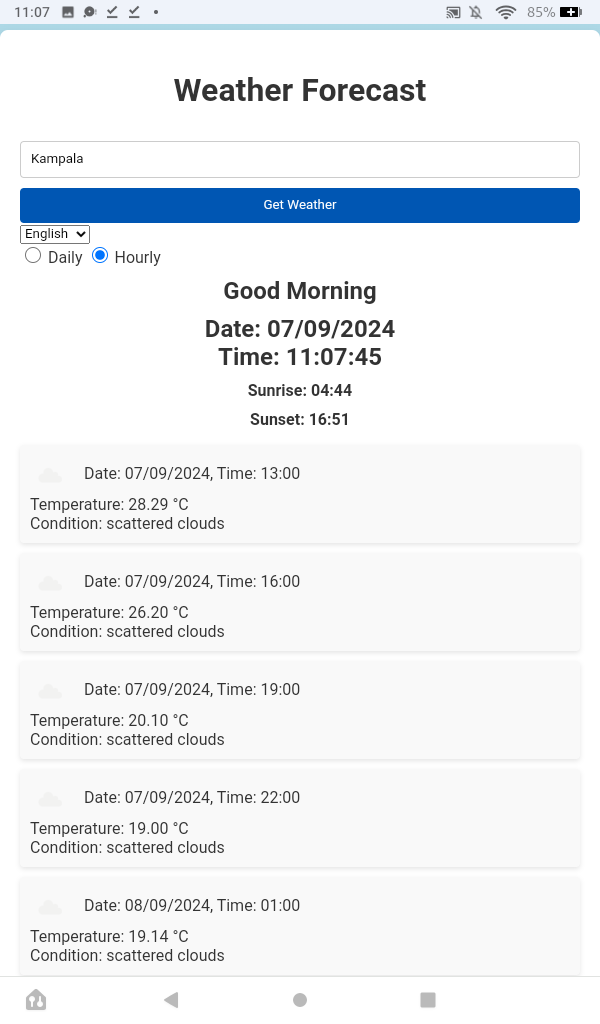 11:07
85%
Weather Forecast
Kampala
Get Weather
English
Daily Hourly
Good Morning
Date: 07/09/2024
Time: 11:07:45
Sunrise: 04:44
Sunset: 16:51
Date: 07/09/2024, Time: 13:00
Temperature: 28.29 °C
Condition: scattered clouds
Date: 07/09/2024, Time: 16:00
Temperature: 26.20 °C
Condition: scattered clouds
Date: 07/09/2024, Time: 19:00
Temperature: 20.10 °C
Condition: scattered clouds
Date: 07/09/2024, Time: 22:00
Temperature: 19.00 °C
Condition: scattered clouds
Date: 08/09/2024, Time: 01:00
Temperature: 19.14 °C
Condition: scattered clouds